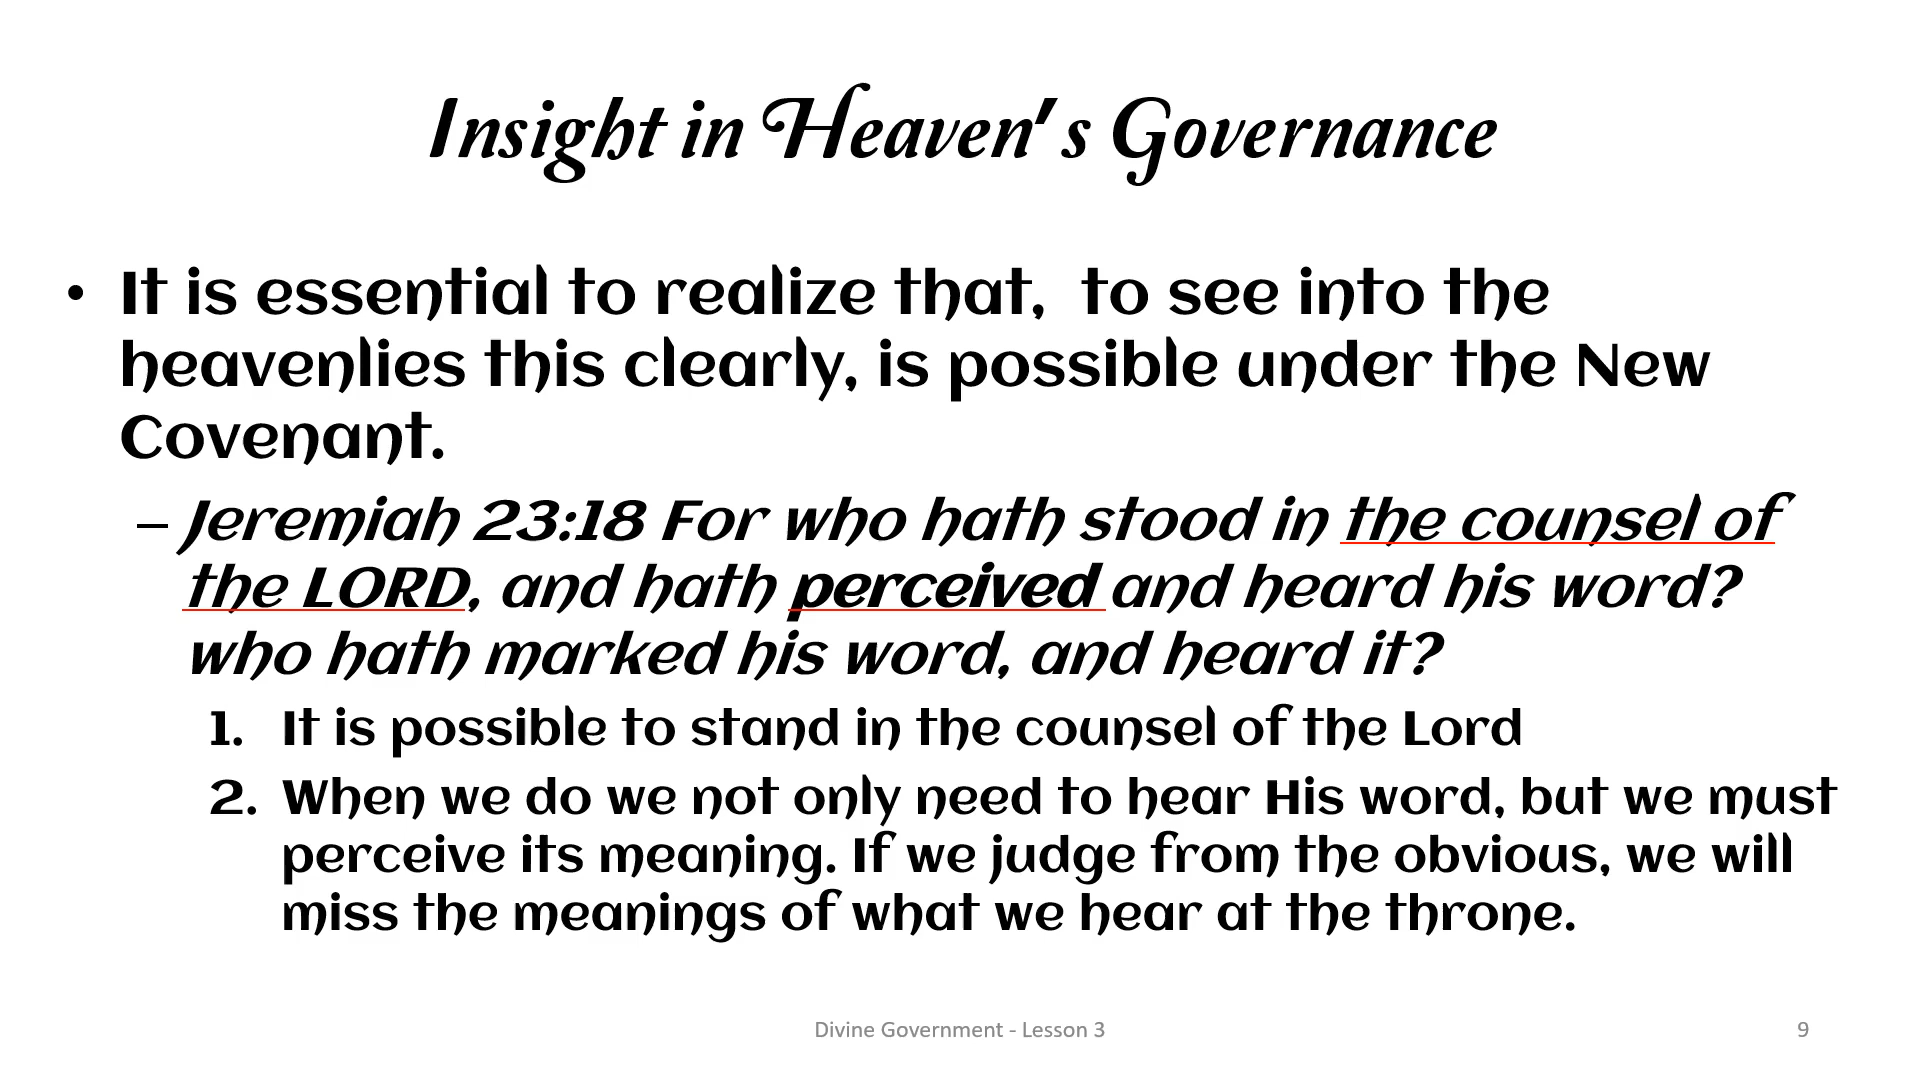 Insight in Heaven's Governance
• It is essential to realize that,  to see into the
heavenlies this clearly, is possible under the New
Covenant.
– Jeremiah 23:18 For who hath stood in the counsel of
the LORD, and hath perceived and heard his word?
who hath marked his word, and heard it?
1. It is possible to stand in the counsel of the Lord
2. When we do we not only need to hear His word, but we must
perceive its meaning. If we judge from the obvious, we will
miss the meanings of what we hear at the throne.
Divine Government - Lesson 3
9